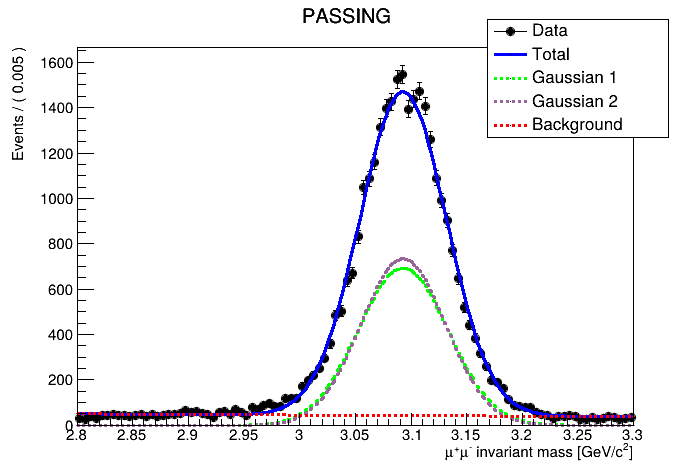 PASSING
Data
Total
Gaussian 1
Gaussian 2
Background
Events / ( 0.005 )
1600
1400
1200
1000
800
600
400
200
0
2.8 2.85 2.9 2.95 3 3.05 3.1 3.15 3.2 3.25 3.3
μ⁺μ⁻ invariant mass [GeV/c²]